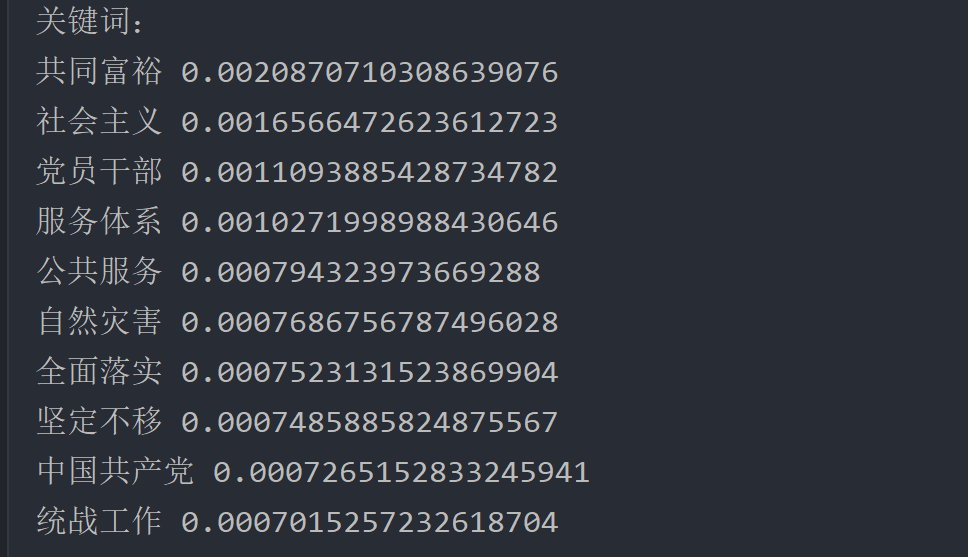 关键词：
共同富裕 0.0020870710308639076
社会主义 0.0016566472623612723
党员干部 0.0011093885428734782
服务体系 0.0010271998988430646
公共服务 0.000794323973669288
自然灾害 0.0007686756787496028
全面落实 0.0007523131523869904
坚定不移 0.0007485885824875567
中国共产党 0.0007265152833245941
统战工作 0.0007015257232618704